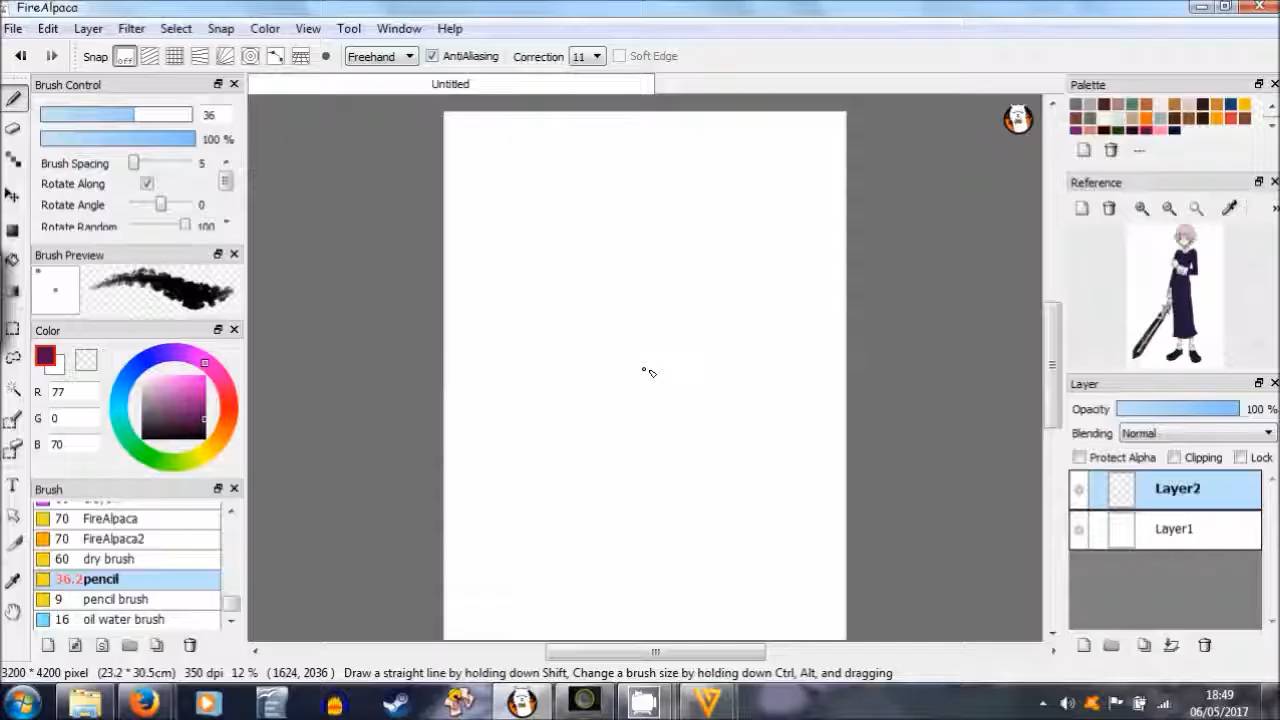 FireAlpaca
File Edit Layer Filter Select Snap Color View Tool Window Help
Snap off Freehand AntiAliasing Correction 11 Soft Edge
Brush Control
36
100 %
Brush Spacing 5
Rotate Along
Rotate Angle 0
Rotate Random 100
Brush Preview
Color
R 77
G 0
B 70
Brush
70 FireAlpaca
70 FireAlpaca2
60 dry brush
36.2 pencil
9 pencil brush
16 oil water brush
Untitled
Palette
---
Reference
Layer
Opacity 100 %
Blending Normal
Protect Alpha Clipping Lock
Layer2
Layer1
3200 * 4200 pixel (23.2 * 30.5cm) 350 dpi 12 % (1624, 2036) Draw a straight line by holding down Shift, Change a brush size by holding down Ctrl, Alt, and dragging
18:49
06/05/2017